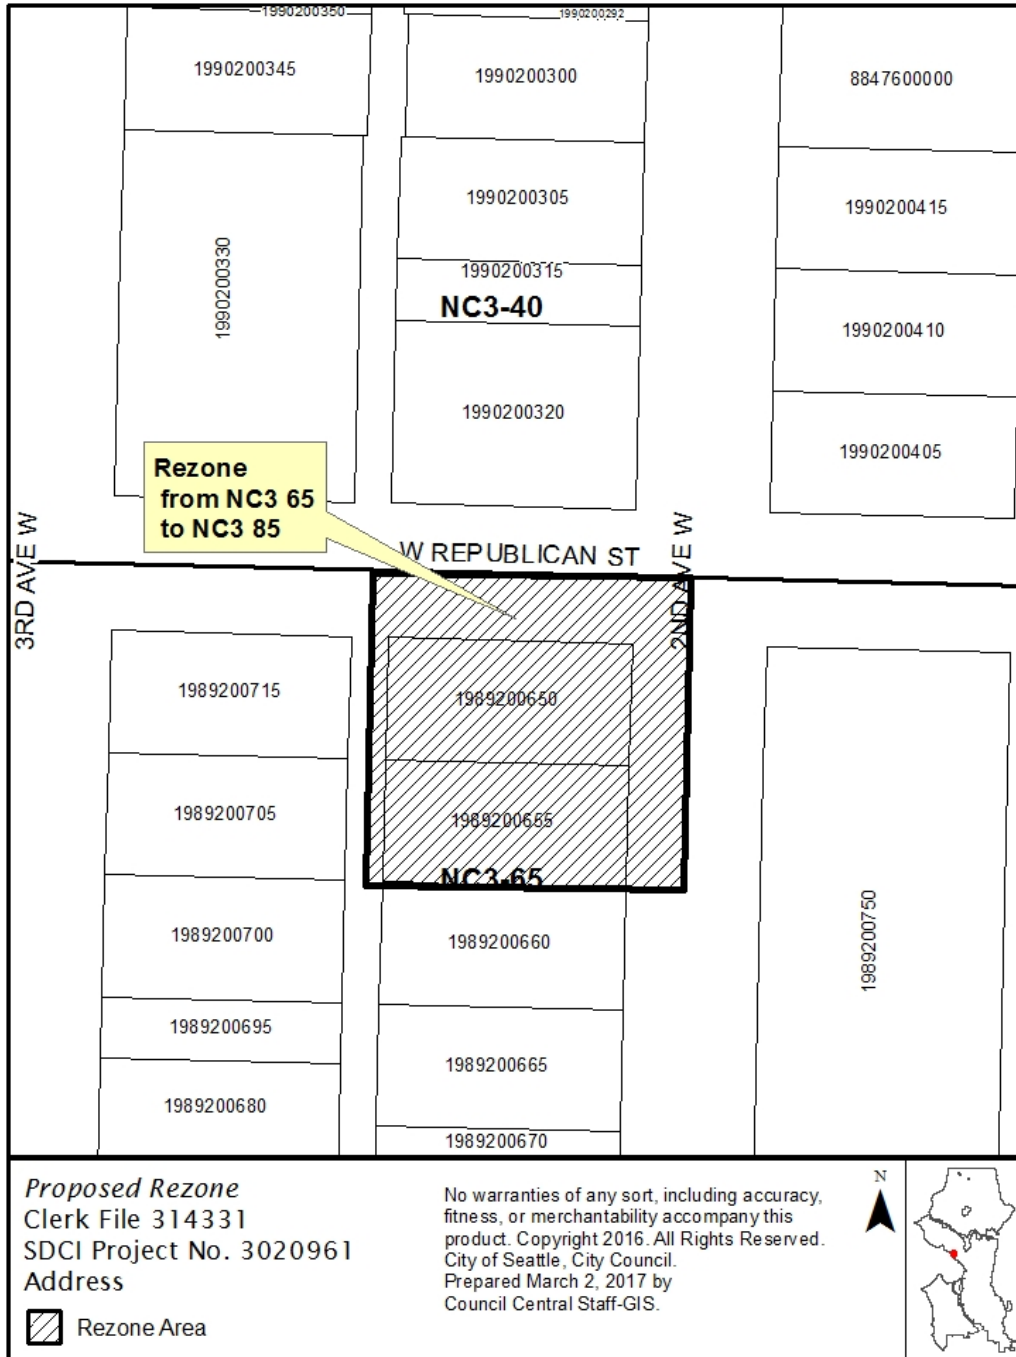 1990200350
1990200292
1990200345
1990200300
8847600000
1990200305
1990200415
1990200330
1990200315
NC3-40
1990200410
1990200320
1990200405
Rezone
from NC3 65
to NC3 85
3RD AVE W
W REPUBLICAN ST
2ND AVE W
1989200715
1989200650
1989200705
1989200655
NC3-65
1989200700
1989200660
1989200750
1989200695
1989200665
1989200680
1989200670
Proposed Rezone
Clerk File 314331
SDCI Project No. 3020961
Address
Rezone Area
No warranties of any sort, including accuracy,
fitness, or merchantability accompany this
product. Copyright 2016. All Rights Reserved.
City of Seattle, City Council.
Prepared March 2, 2017 by
Council Central Staff-GIS.
N